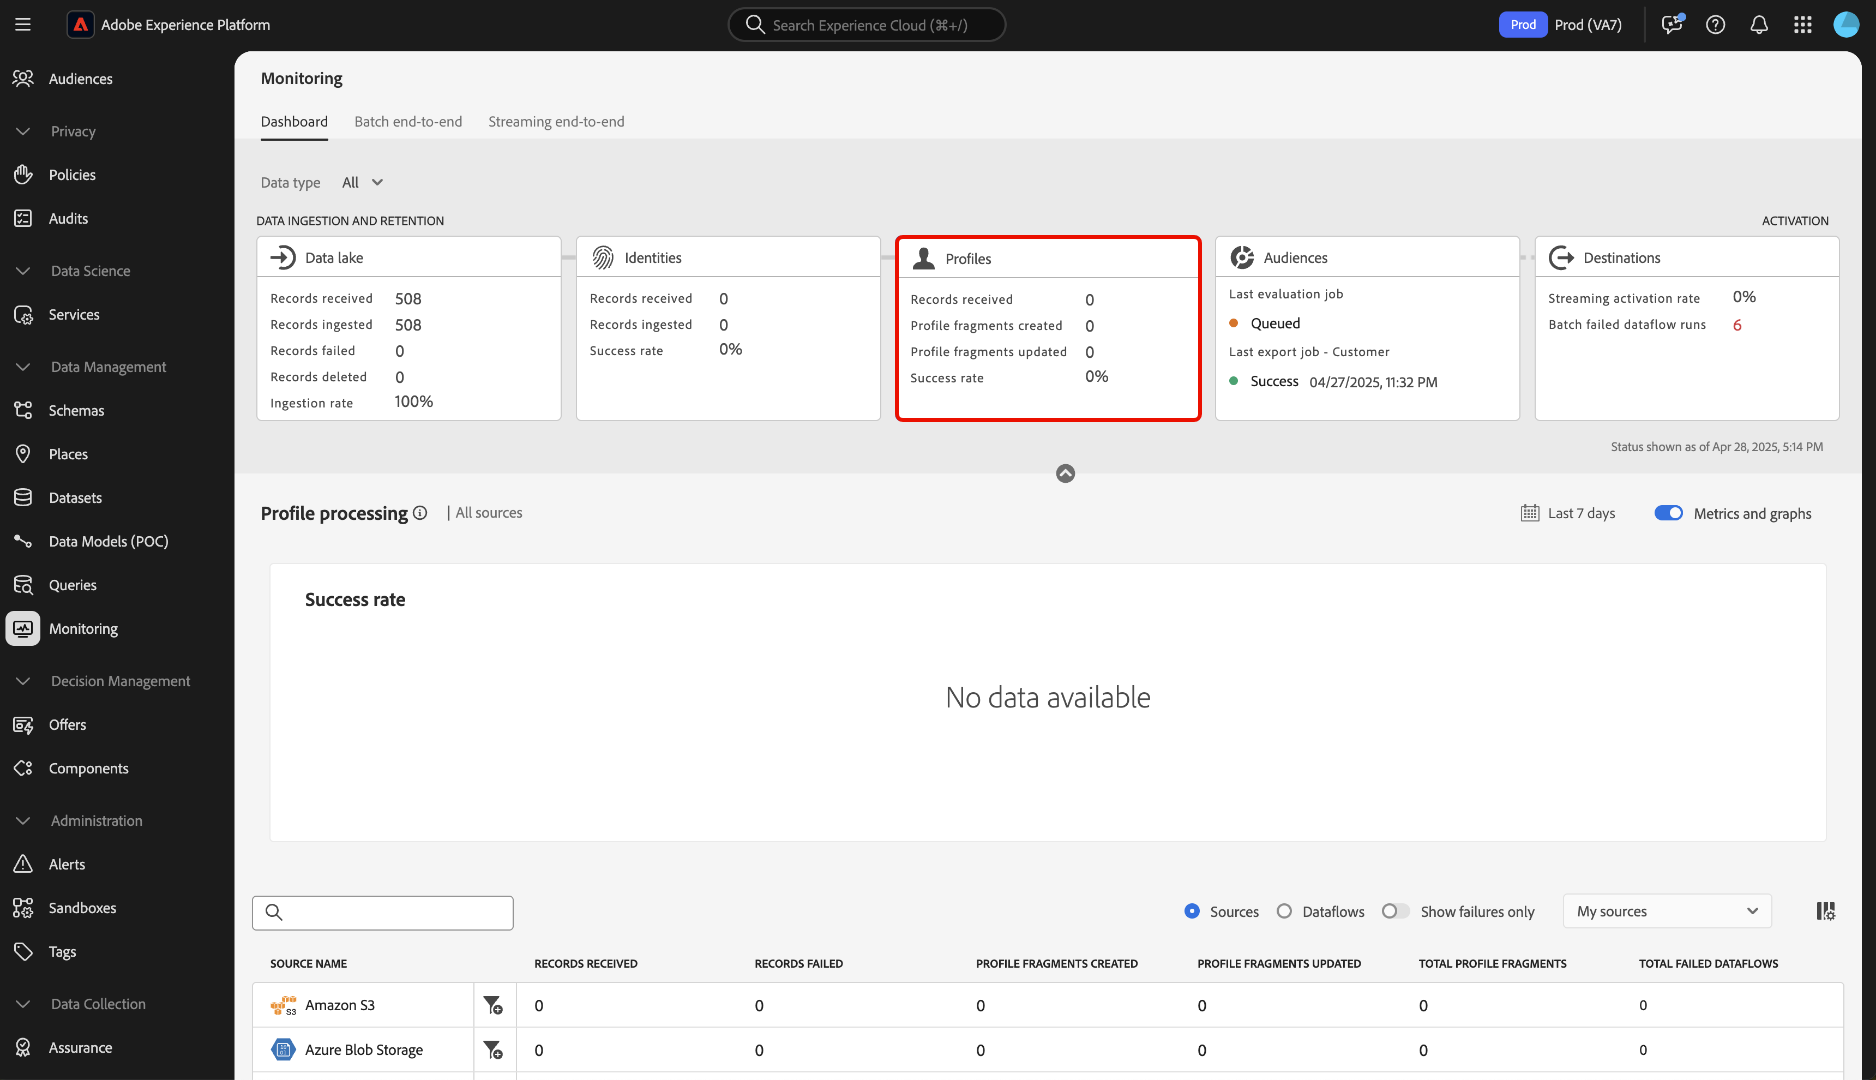 Adobe Experience Platform
Search Experience Cloud (⌘+/)
Prod
Prod (VA7)
Audiences
Privacy
Policies
Audits
Data Science
Services
Data Management
Schemas
Places
Datasets
Data Models (POC)
Queries
Monitoring
Decision Management
Offers
Components
Administration
Alerts
Sandboxes
Tags
Data Collection
Assurance
Monitoring
Dashboard Batch end-to-end Streaming end-to-end
Data type All
DATA INGESTION AND RETENTION
ACTIVATION
Data lake
Records received 508
Records ingested 508
Records failed 0
Records deleted 0
Ingestion rate 100%
Identities
Records received 0
Records ingested 0
Success rate 0%
Profiles
Records received 0
Profile fragments created 0
Profile fragments updated 0
Success rate 0%
Audiences
Last evaluation job
Queued
Last export job - Customer
Success 04/27/2025, 11:32 PM
Destinations
Streaming activation rate 0%
Batch failed dataflow runs 6
Status shown as of Apr 28, 2025, 5:14 PM
Profile processing | All sources
Last 7 days
Metrics and graphs
Success rate
No data available
Sources Dataflows Show failures only My sources
SOURCE NAME RECORDS RECEIVED RECORDS FAILED PROFILE FRAGMENTS CREATED PROFILE FRAGMENTS UPDATED TOTAL PROFILE FRAGMENTS TOTAL FAILED DATAFLOWS
S3 Amazon S3 0 0 0 0 0 0
Azure Blob Storage 0 0 0 0 0 0